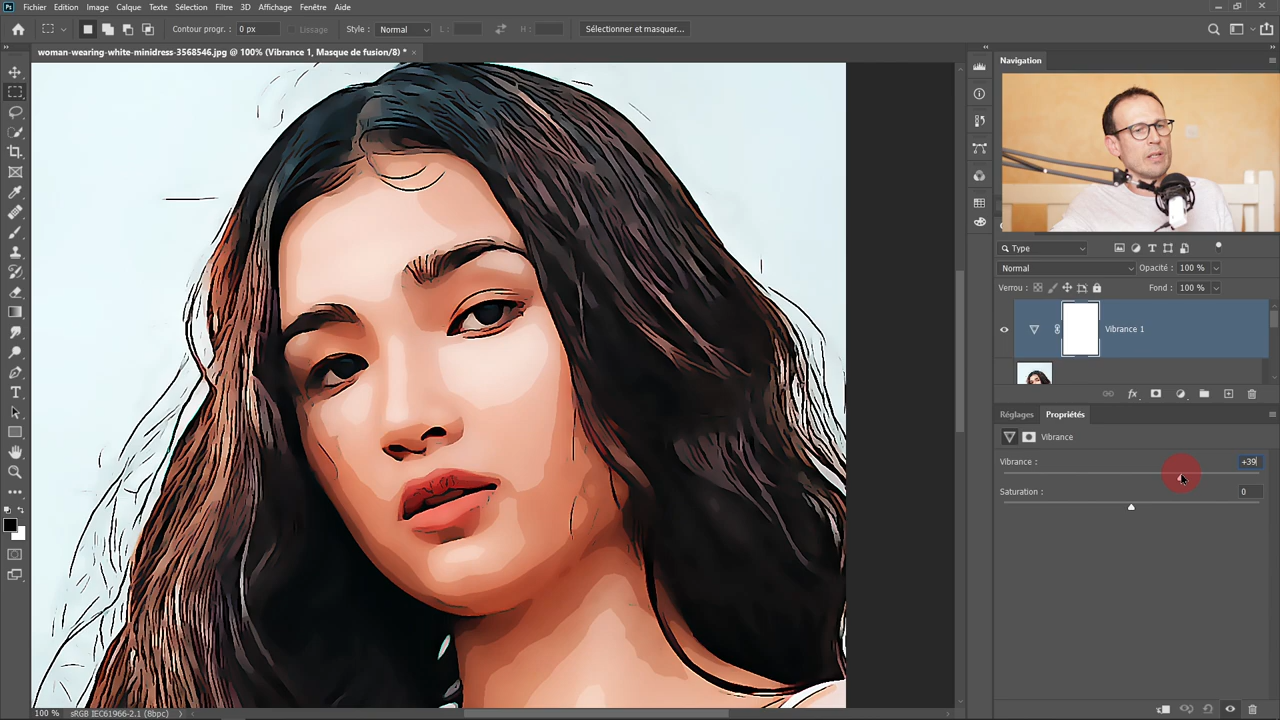 Ps Fichier Edition Image Calque Texte Sélection Filtre 3D Affichage Fenêtre Aide
Contour progr. : 0 px Lissage Style : Normal L : H : Sélectionner et masquer...
woman-wearing-white-minidress-3568546.jpg @ 100% (Vibrance 1, Masque de fusion/8) * ×
Navigation
Type
Normal Opacité : 100 %
Verrou : Fond : 100 %
Vibrance 1
fx
Réglages Propriétés
Vibrance
Vibrance : +39
Saturation : 0
100 % sRGB IEC61966-2.1 (8bpc)